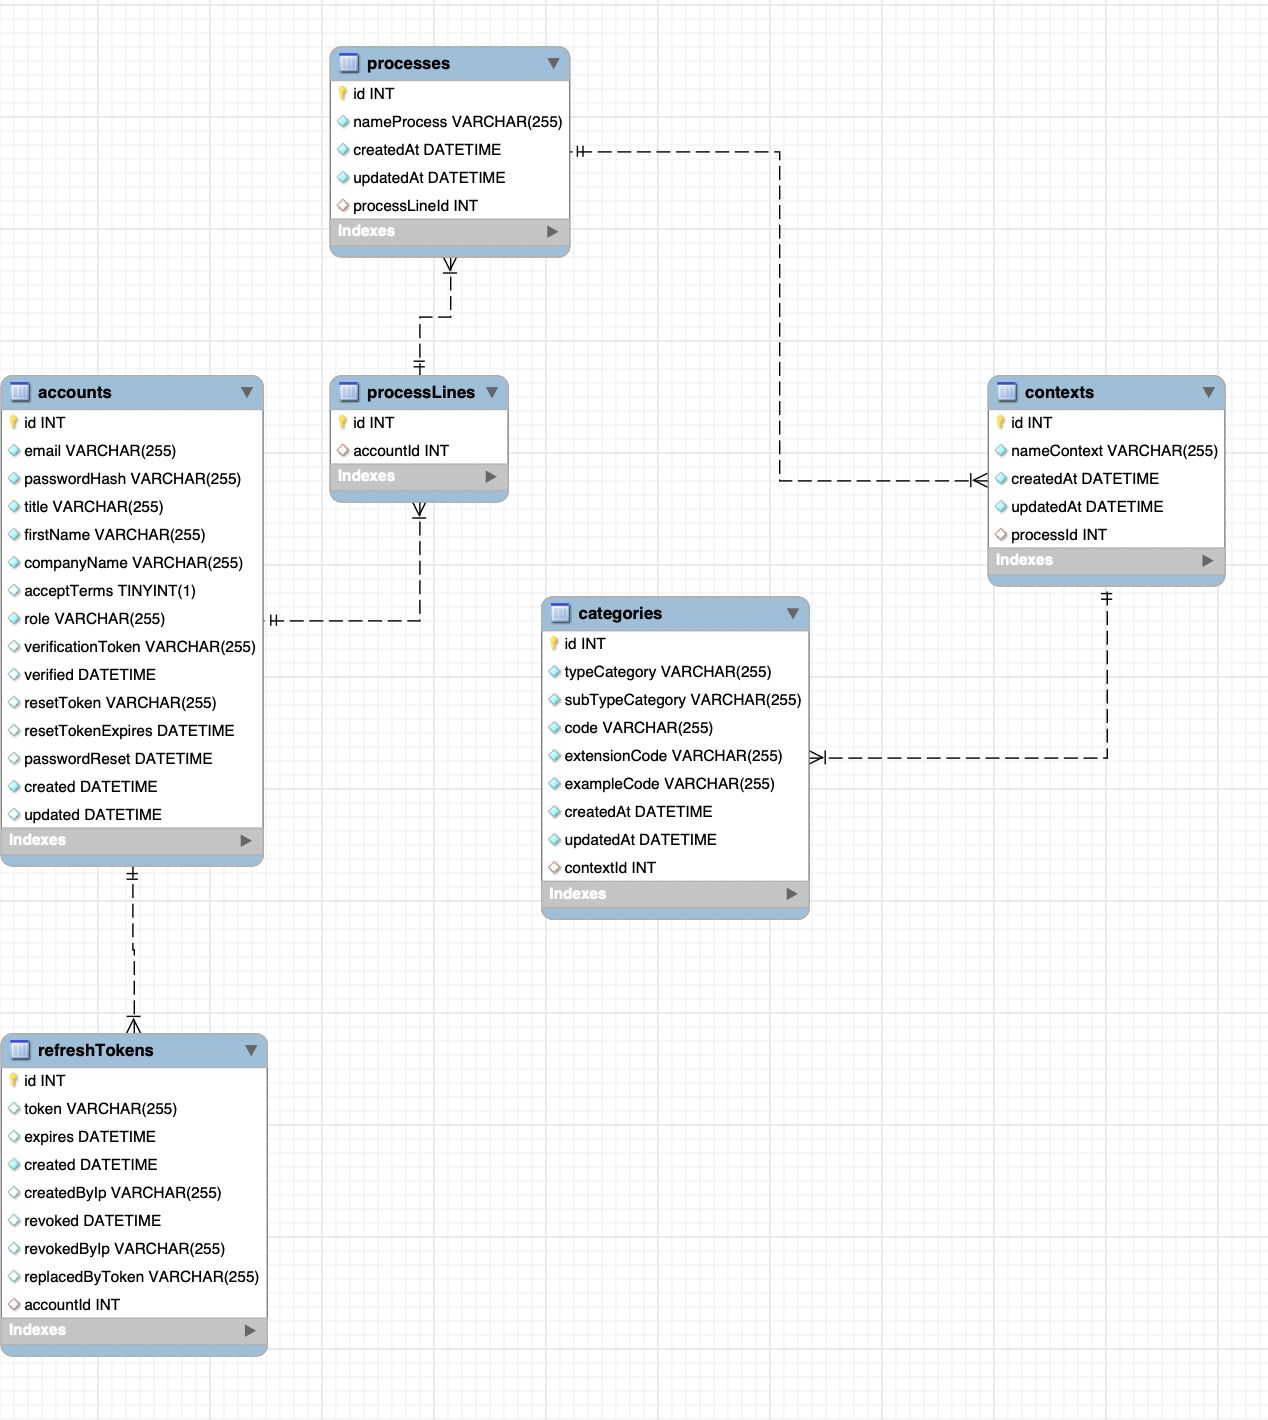 processes
id INT
nameProcess VARCHAR(255)
createdAt DATETIME
updatedAt DATETIME
processLineId INT
Indexes
accounts
id INT
email VARCHAR(255)
passwordHash VARCHAR(255)
title VARCHAR(255)
firstName VARCHAR(255)
companyName VARCHAR(255)
acceptTerms TINYINT(1)
role VARCHAR(255)
verificationToken VARCHAR(255)
verified DATETIME
resetToken VARCHAR(255)
resetTokenExpires DATETIME
passwordReset DATETIME
created DATETIME
updated DATETIME
Indexes
processLines
id INT
accountId INT
Indexes
contexts
id INT
nameContext VARCHAR(255)
createdAt DATETIME
updatedAt DATETIME
processId INT
Indexes
categories
id INT
typeCategory VARCHAR(255)
subTypeCategory VARCHAR(255)
code VARCHAR(255)
extensionCode VARCHAR(255)
exampleCode VARCHAR(255)
createdAt DATETIME
updatedAt DATETIME
contextId INT
Indexes
refreshTokens
id INT
token VARCHAR(255)
expires DATETIME
created DATETIME
createdByIp VARCHAR(255)
revoked DATETIME
revokedByIp VARCHAR(255)
replacedByToken VARCHAR(255)
accountId INT
Indexes